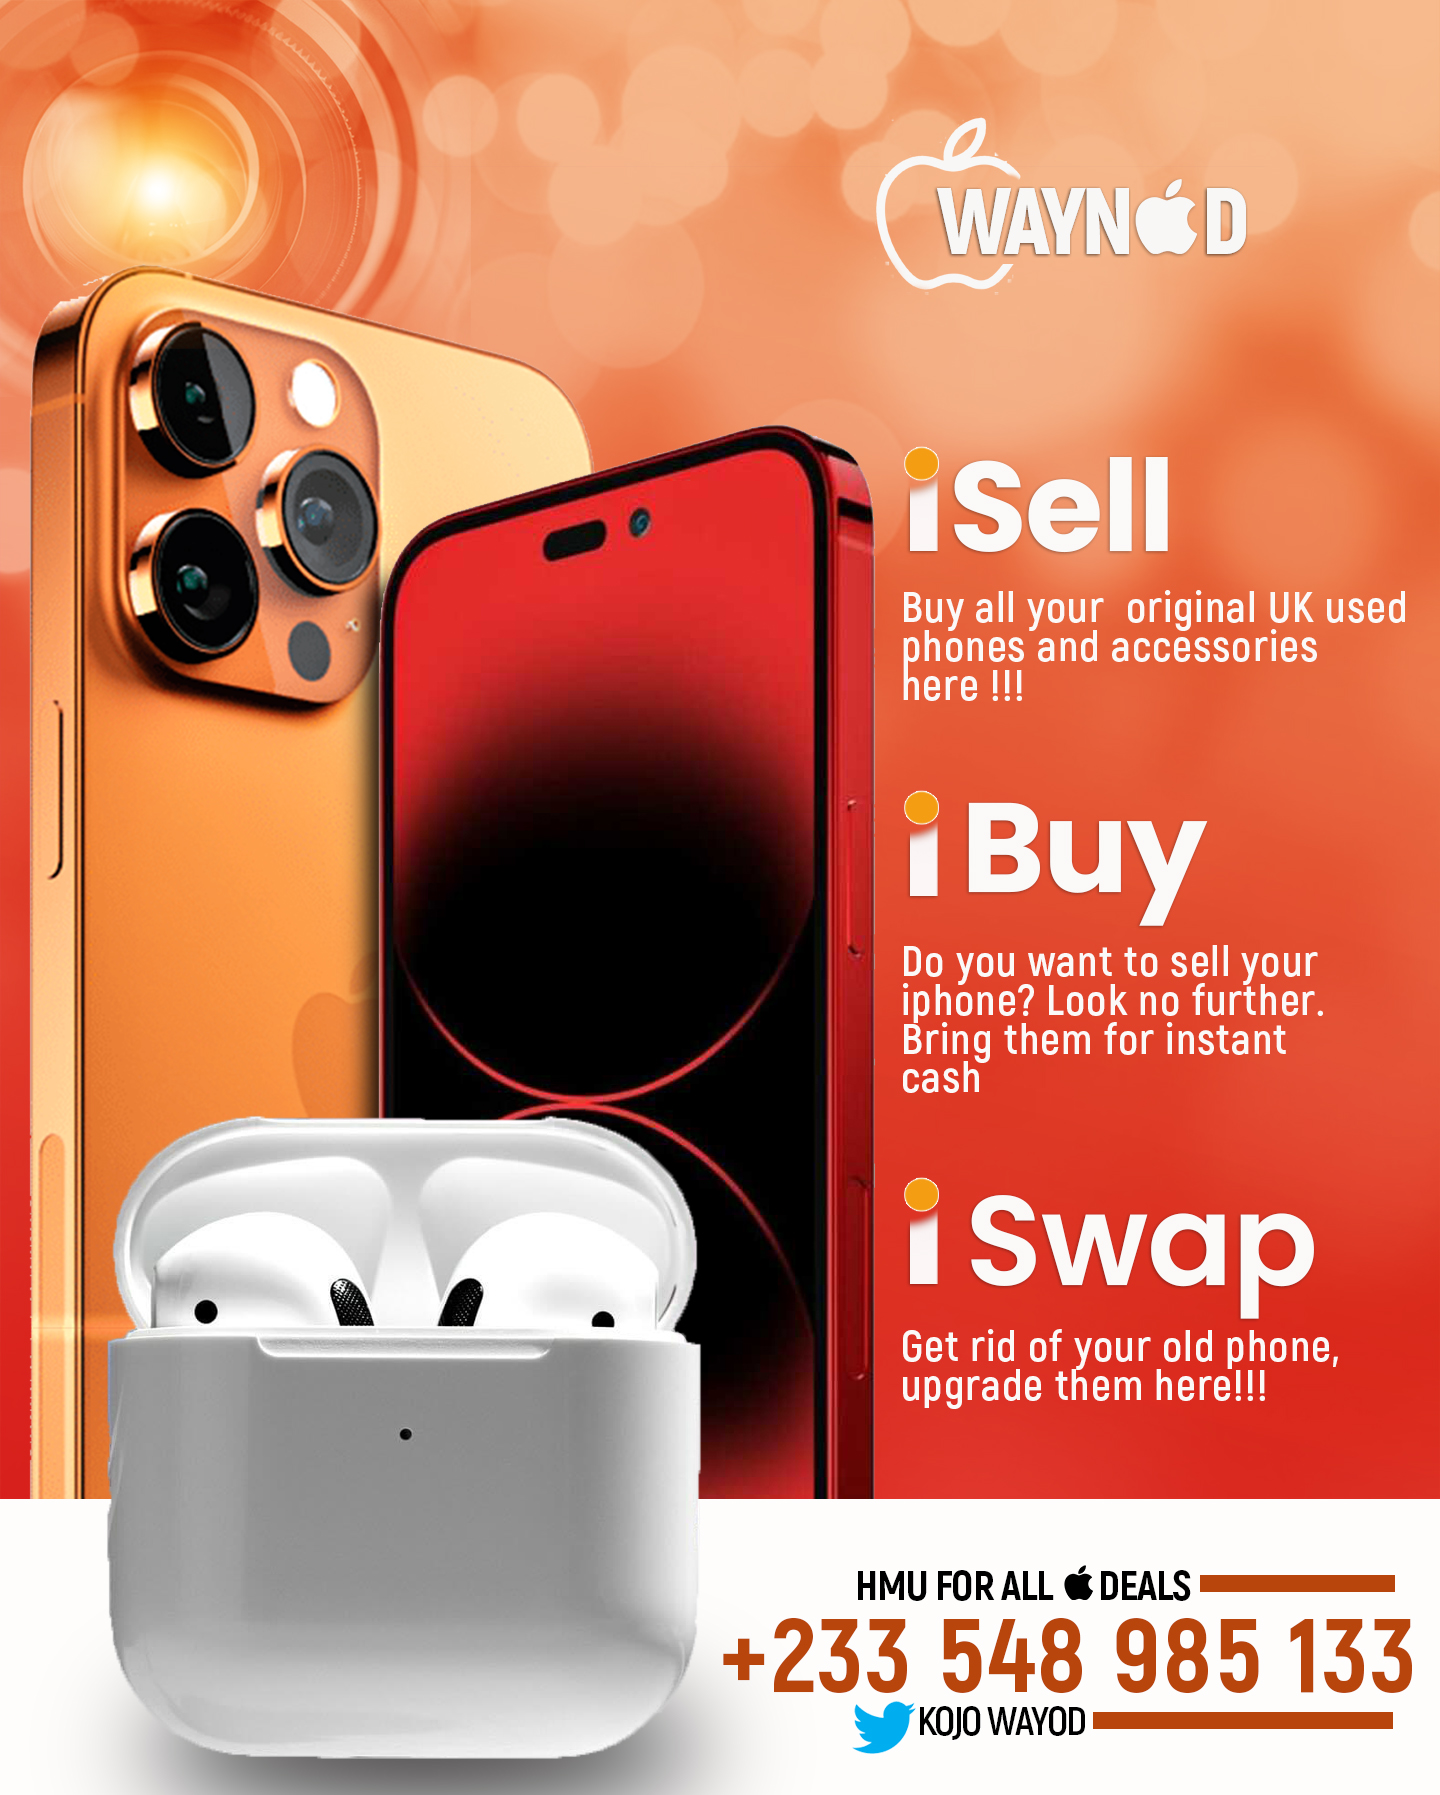 WAYNOD
iSell
Buy all your original UK used
phones and accessories
here !!!
i Buy
Do you want to sell your
iphone? Look no further.
Bring them for instant
cash
i Swap
Get rid of your old phone,
upgrade them here!!!
HMU FOR ALL DEALS
+233 548 985 133
KOJO WAYOD